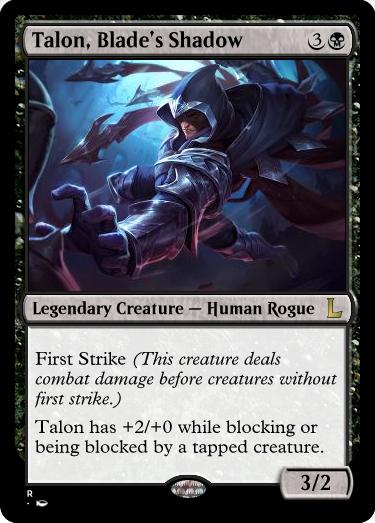 Talon, Blade's Shadow 3
Legendary Creature — Human Rogue L
First Strike (This creature deals
combat damage before creatures without
first strike.)
Talon has +2/+0 while blocking or
being blocked by a tapped creature.
3/2
R